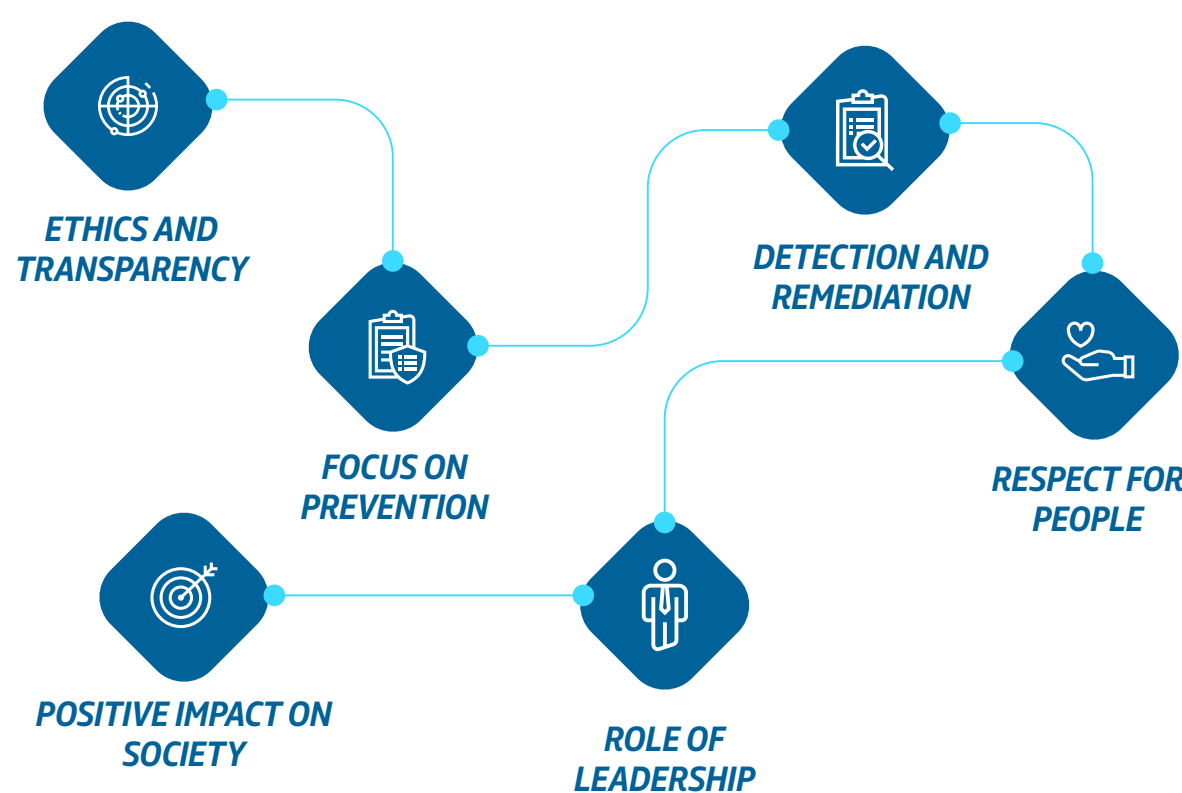 ETHICS AND
TRANSPARENCY
FOCUS ON
PREVENTION
DETECTION AND
REMEDIATION
RESPECT FOR
PEOPLE
ROLE OF
LEADERSHIP
POSITIVE IMPACT ON
SOCIETY